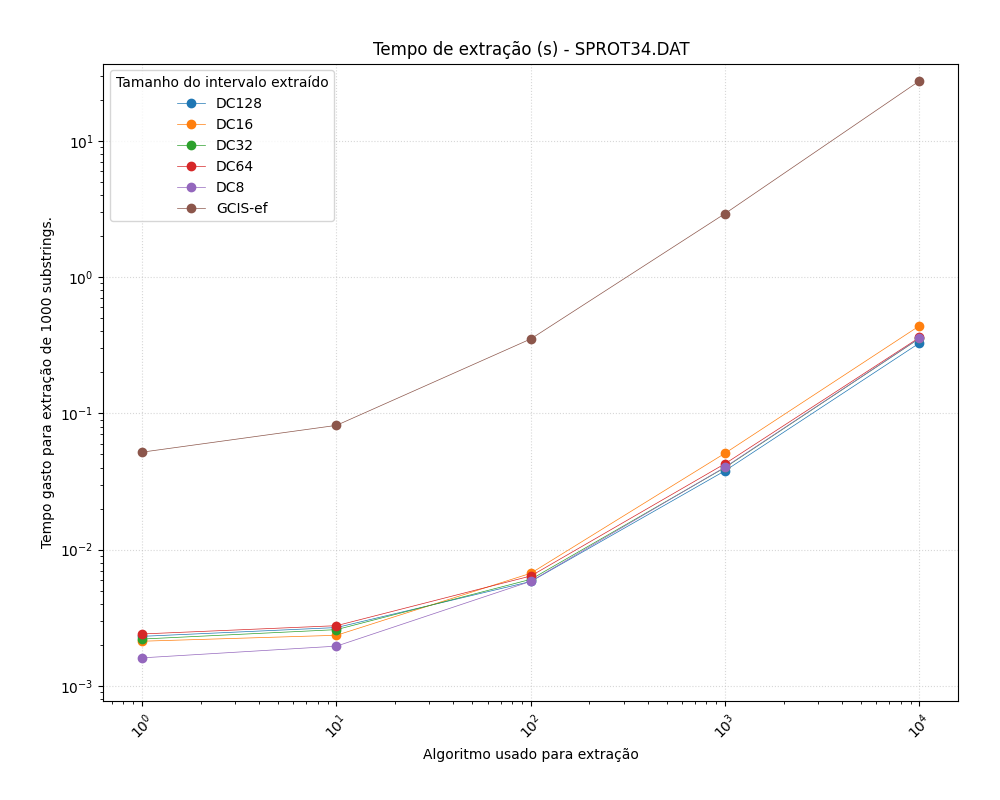 Tempo de extração (s) - SPROT34.DAT
Tamanho do intervalo extraído
DC128
DC16
DC32
DC64
DC8
GCIS-ef
Tempo gasto para extração de 1000 substrings.
10¹
10⁰
10⁻¹
10⁻²
10⁻³
10⁰ 10¹ 10² 10³ 10⁴
Algoritmo usado para extração